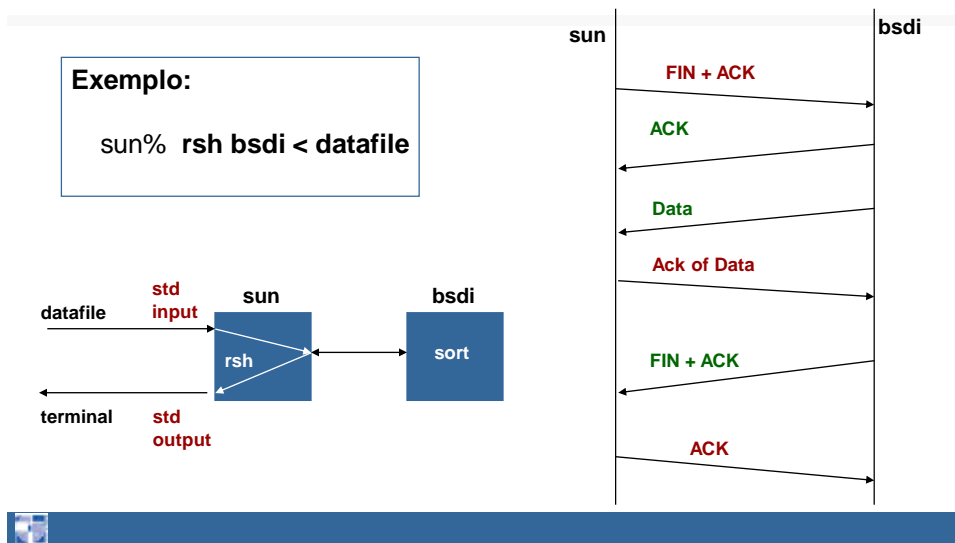 Exemplo:
sun% rsh bsdi < datafile
datafile
std
input
sun
bsdi
rsh
sort
terminal
std
output
sun
bsdi
FIN + ACK
ACK
Data
Ack of Data
FIN + ACK
ACK